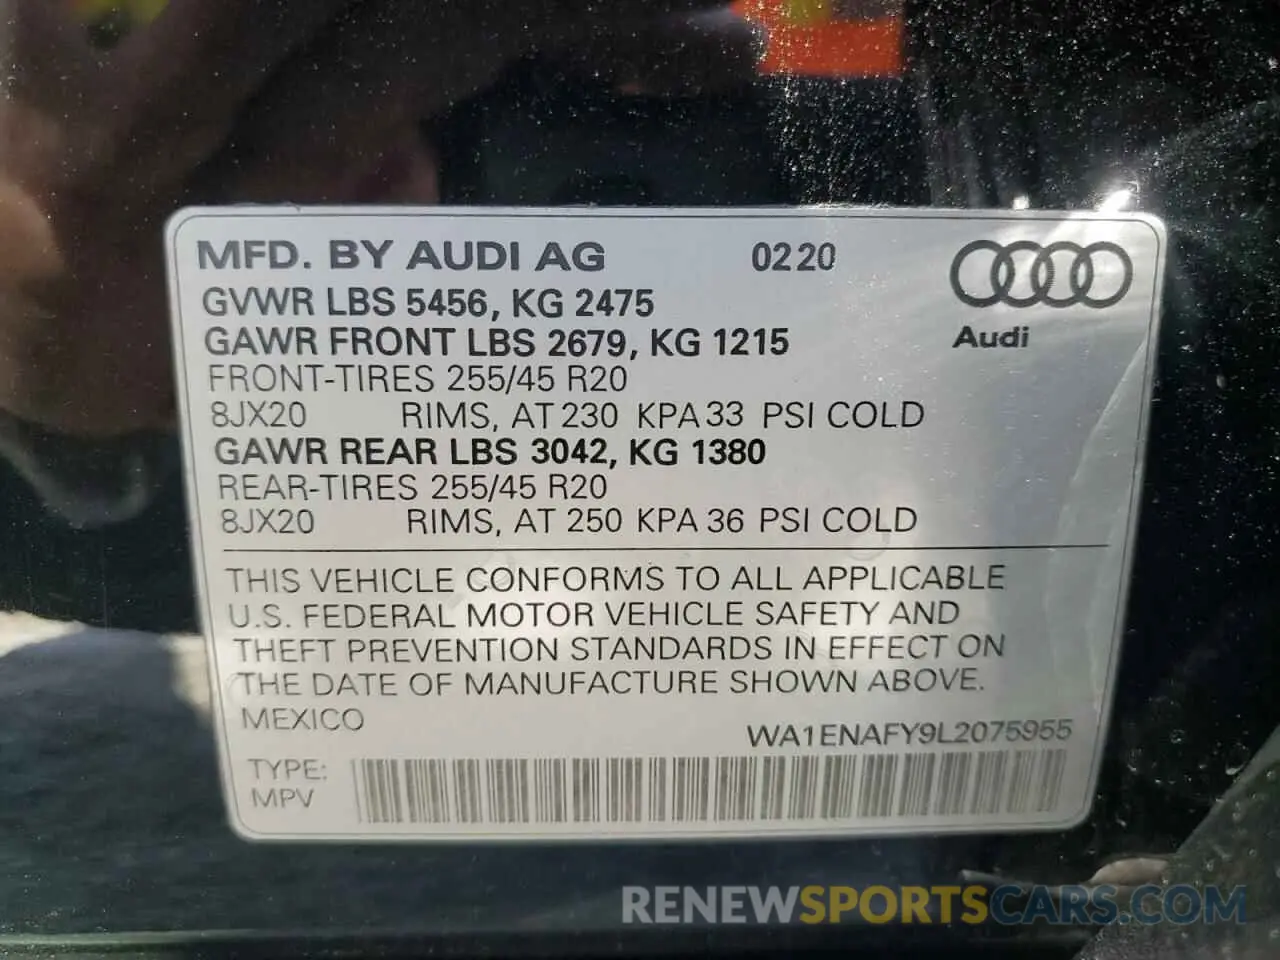 MFD. BY AUDI AG 0220
GVWR LBS 5456, KG 2475
GAWR FRONT LBS 2679, KG 1215
Audi
FRONT-TIRES 255/45 R20
8JX20 RIMS, AT 230 KPA 33 PSI COLD
GAWR REAR LBS 3042, KG 1380
REAR-TIRES 255/45 R20
8JX20 RIMS, AT 250 KPA 36 PSI COLD
THIS VEHICLE CONFORMS TO ALL APPLICABLE
U.S. FEDERAL MOTOR VEHICLE SAFETY AND
THEFT PREVENTION STANDARDS IN EFFECT ON
THE DATE OF MANUFACTURE SHOWN ABOVE.
MEXICO WA1ENAFY9L2075955
TYPE:
MPV
RENEWSPORTSCARS.COM